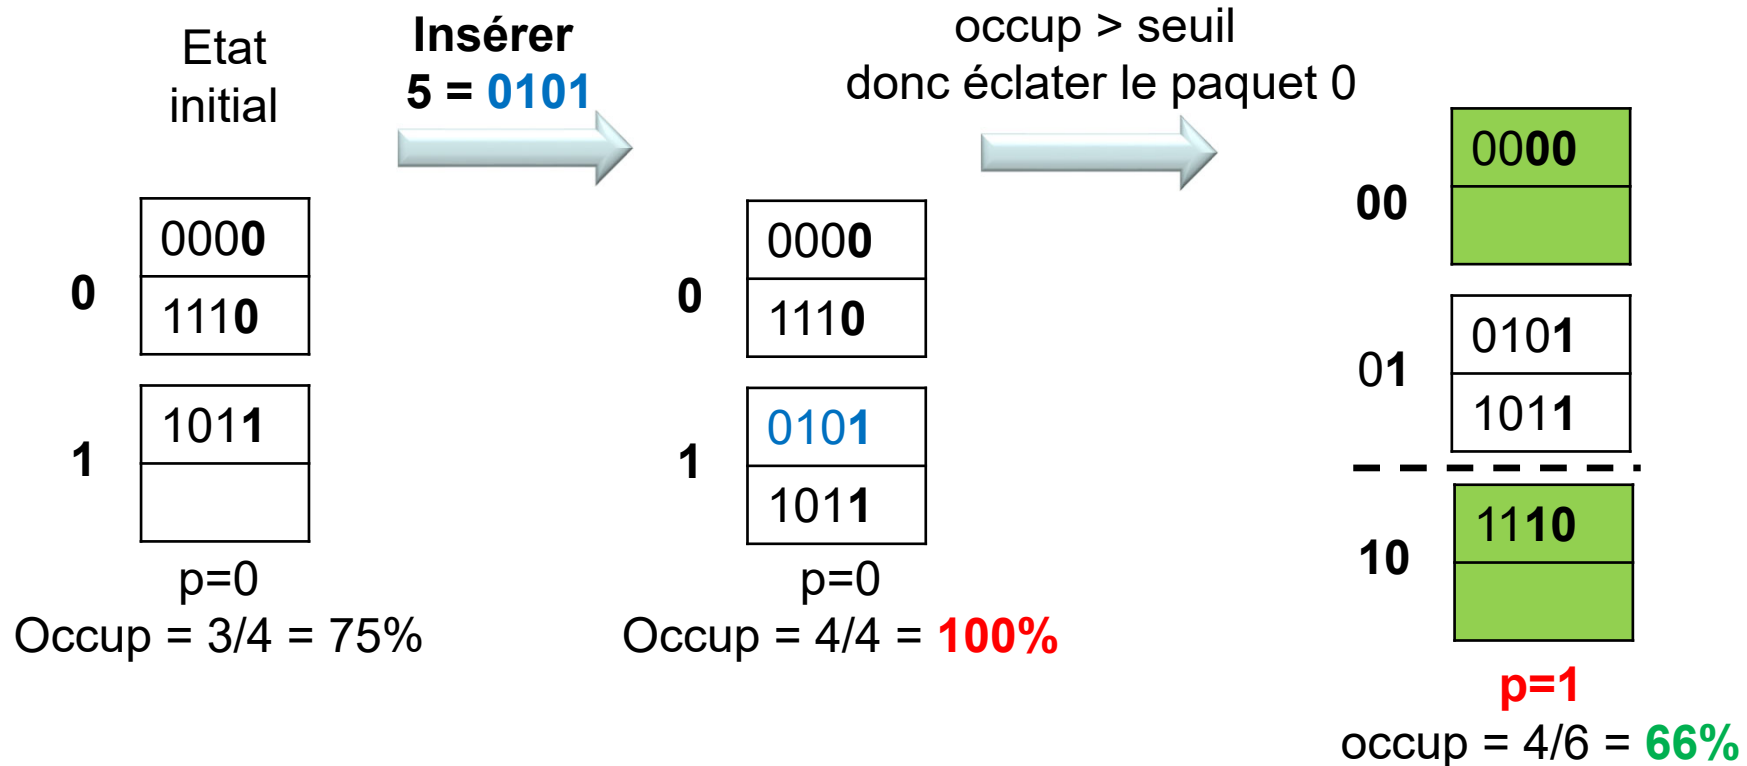 Etat
initial
Insérer
5 = 0101
occup > seuil
donc éclater le paquet 0
0
0000
1110
1
1011
p=0
Occup = 3/4 = 75%
0
0000
1110
1
0101
1011
p=0
Occup = 4/4 = 100%
00
0000
01
0101
1011
10
1110
p=1
occup = 4/6 = 66%